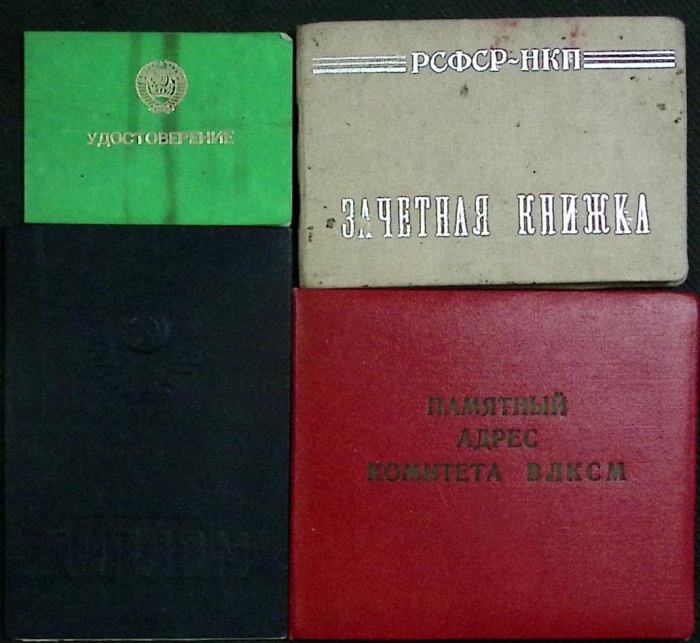 УДОСТОВЕРЕНИЕ
РСФСР~НКП
ЗАЧЕТНАЯ КНИЖКА
ПАМЯТНЫЙ
АДРЕС
КОМИТЕТА ВЛКСМ